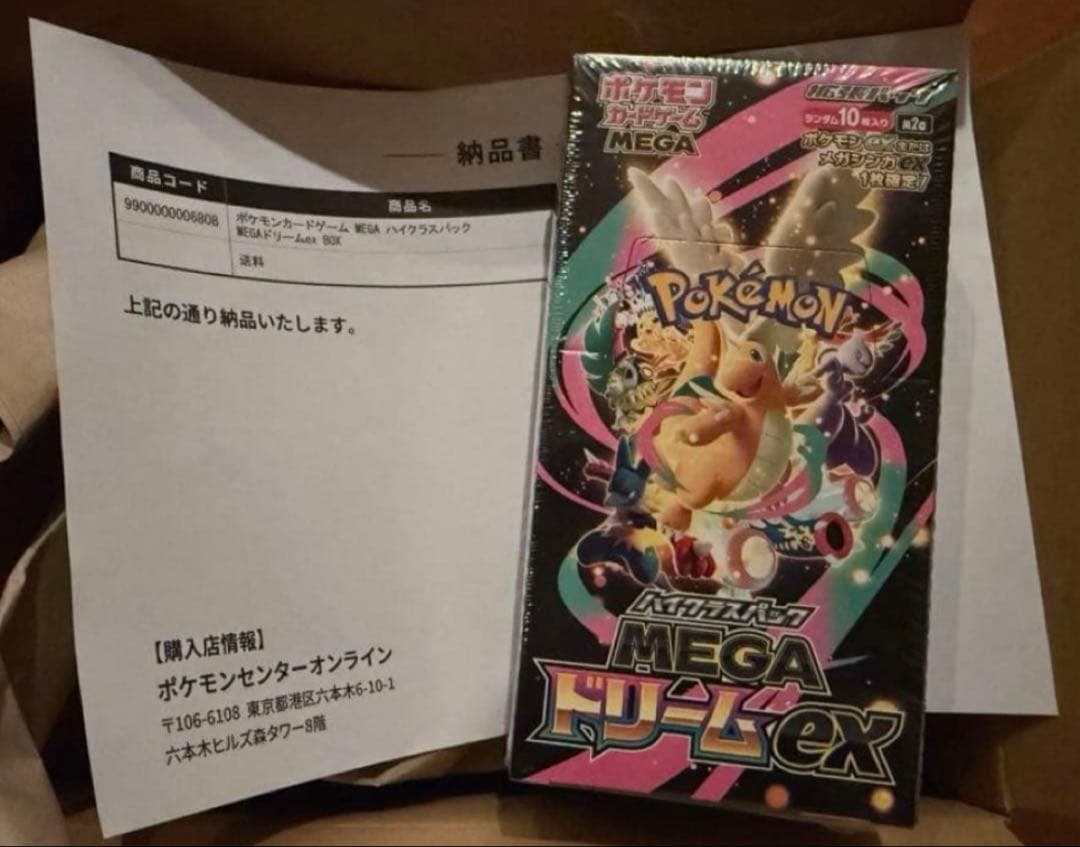 納品書
商品コード
商品名
9900000006808
ポケモンカードゲーム MEGA ハイクラスパック
MEGAドリームex BOX
送料
上記の通り納品いたします。
【購入店情報】
ポケモンセンターオンライン
〒106-6108 東京都港区六本木6-10-1
六本木ヒルズ森タワー8階
ポケモン
カードゲーム
MEGA
拡張パック
ランダム10枚入り
ポケモンexまたは
メガシンカex
1枚確定!
POKéMON
ハイクラスパック
MEGA
ドリームex